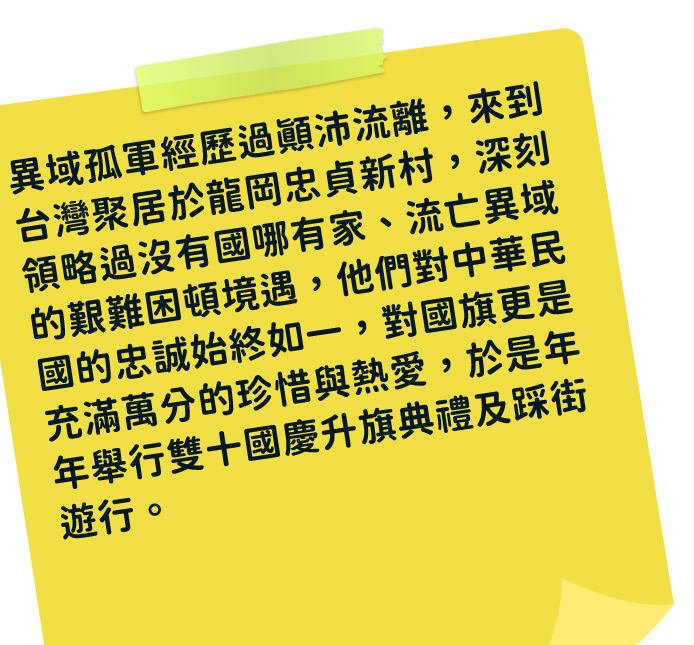 異域孤軍經歷過顚沛流離，來到
台灣聚居於龍岡忠貞新村，深刻
領略過沒有國哪有家、流亡異域
的艱難困頓境遇，他們對中華民
國的忠誠始終如一，對國旗更是
充滿萬分的珍惜與熱愛，於是年
年舉行雙十國慶升旗典禮及踩街
遊行。